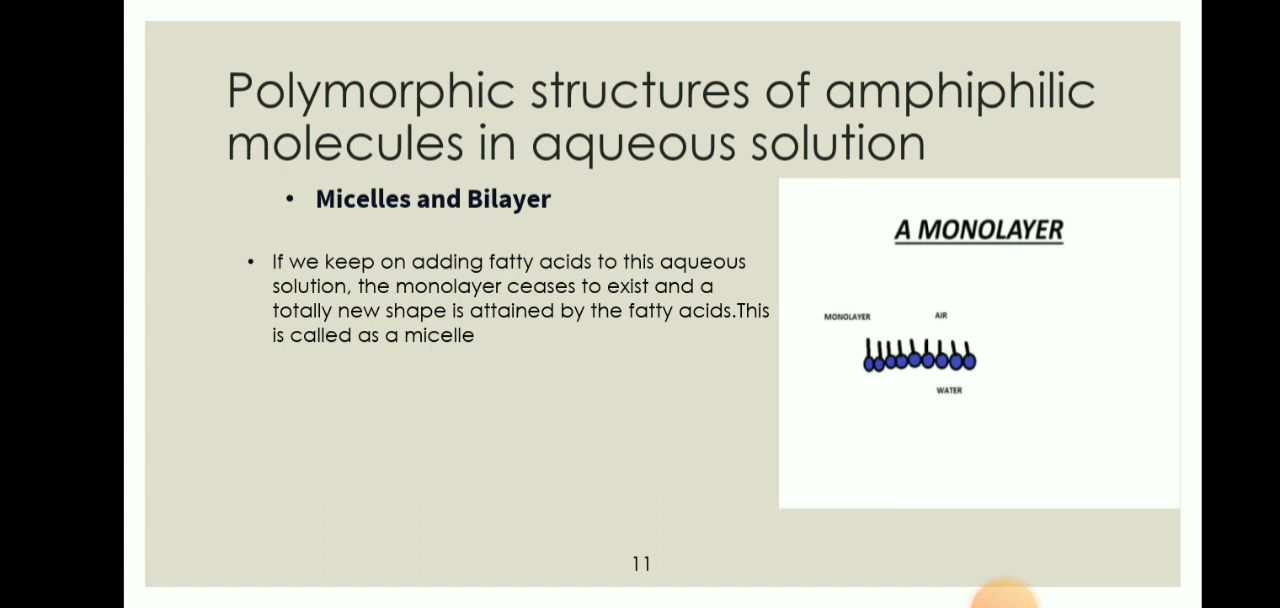 Polymorphic structures of amphiphilic
molecules in aqueous solution
• Micelles and Bilayer
• If we keep on adding fatty acids to this aqueous
solution, the monolayer ceases to exist and a
totally new shape is attained by the fatty acids.This
is called as a micelle
A MONOLAYER
MONOLAYER AIR
WATER
11